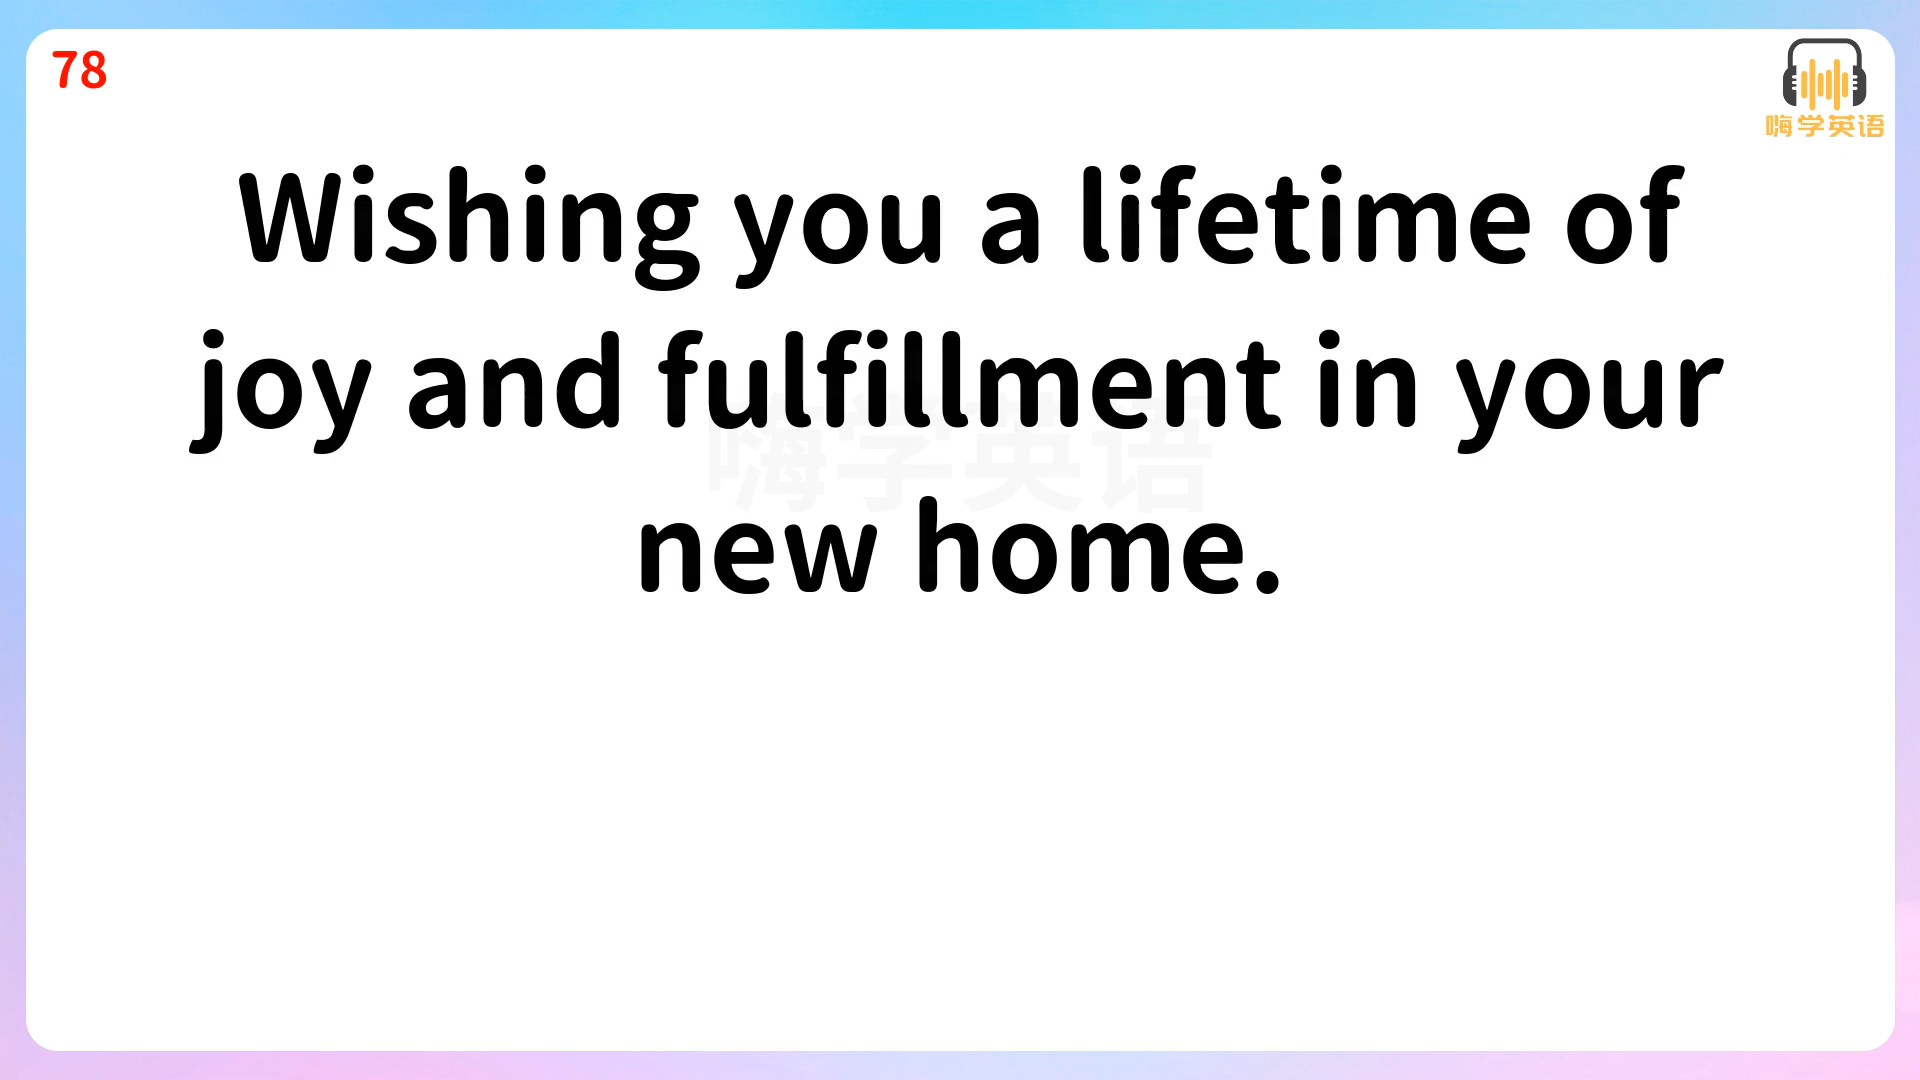 78
嗨学英语
Wishing you a lifetime of
joy and fulfillment in your
嗨学英语
new home.